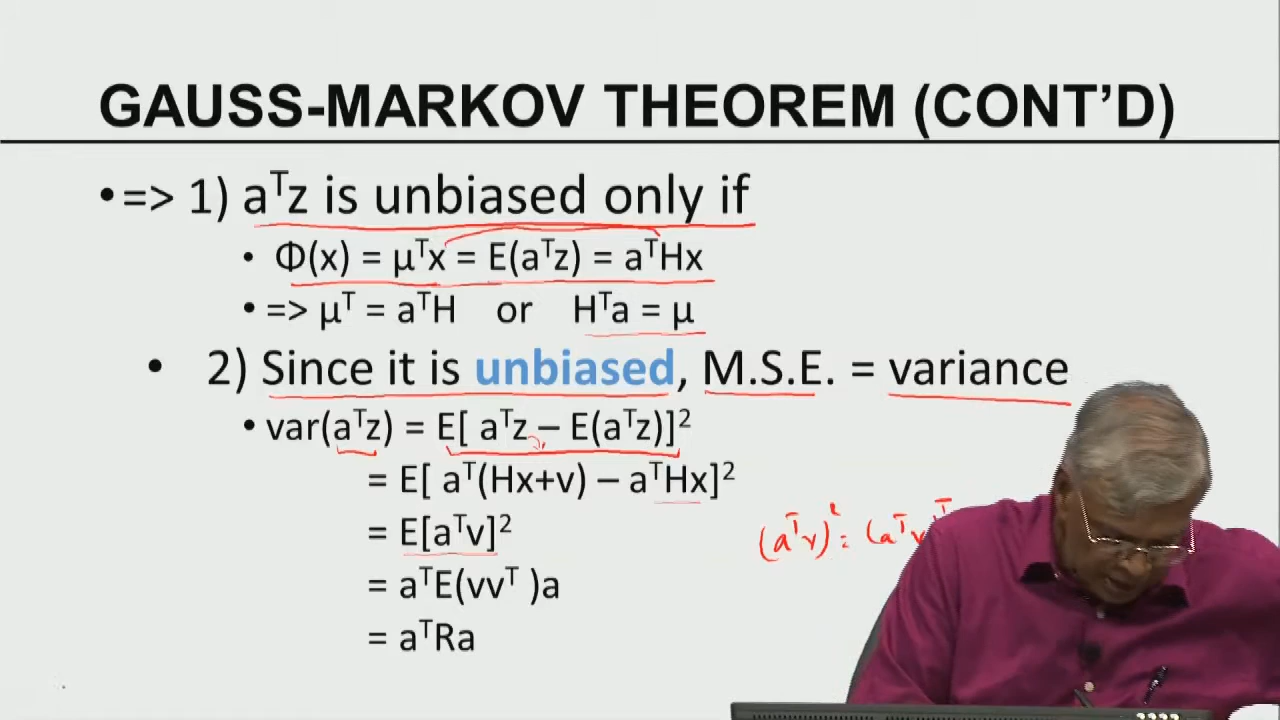 GAUSS-MARKOV THEOREM (CONT’D)
• => 1) aᵀz is unbiased only if
• Φ(x) = μᵀx = E(aᵀz) = aᵀHx
• => μᵀ = aᵀH or Hᵀa = μ
• 2) Since it is unbiased, M.S.E. = variance
• var(aᵀz) = E[ aᵀz – E(aᵀz)]²
= E[ aᵀ(Hx+v) – aᵀHx]²
= E[aᵀv]²
(aᵀv)² = (aᵀv
= aᵀE(vvᵀ )a
= aᵀRa